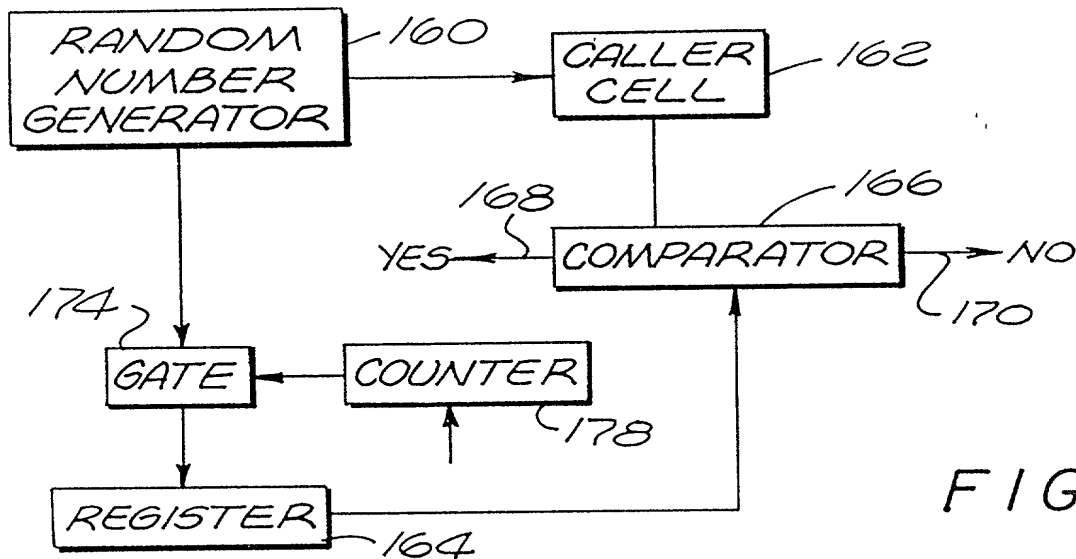 RANDOM
NUMBER
GENERATOR
160
CALLER
CELL
162
166
168
YES
COMPARATOR
NO
170
174
GATE
COUNTER
178
REGISTER
164
FIG